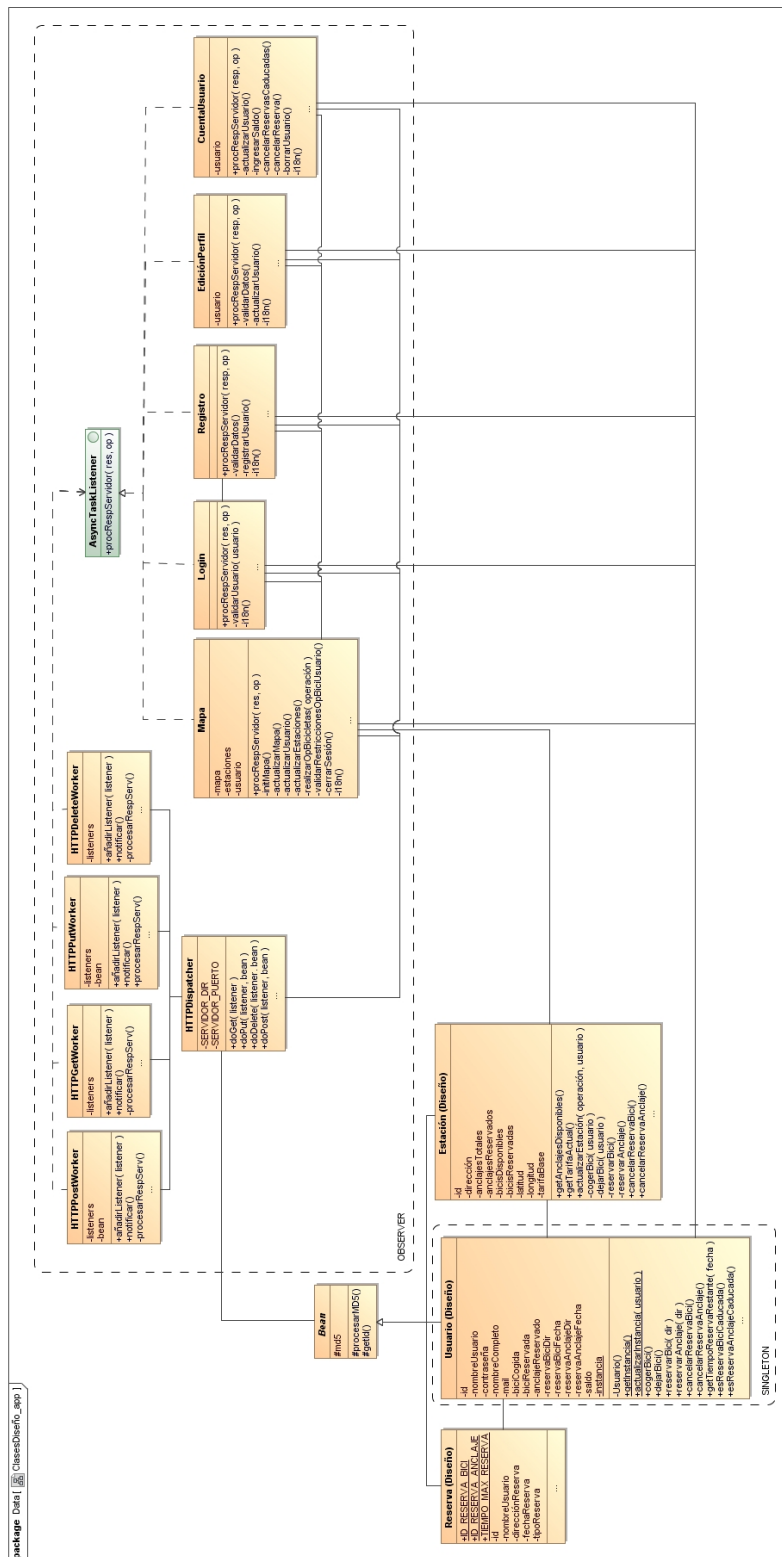 package Data [ ClasesDiseño_app ]
HTTPPostWorker
-listeners
-bean
+añadirListener( listener )
+notificar()
-procesarRespServ()
...
HTTPGetWorker
-listeners
+añadirListener( listener )
+notificar()
-procesarRespServ()
...
HTTPPutWorker
-listeners
-bean
+añadirListener( listener )
+notificar()
+procesarRespServ()
...
HTTPDeleteWorker
-listeners
+añadirListener( listener )
+notificar()
-procesarRespServ()
...
AsyncTaskListener
+procRespServidor( res, op )
HTTPDispatcher
-SERVIDOR_DIR
-SERVIDOR_PUERTO
+doGet( listener )
+doPut( listener, bean )
+doDelete( listener. bean )
+doPost( listener, bean )
...
Mapa
-mapa
-estaciones
-usuario
+procRespServidor( res, op )
-initMapa()
-actualizarMapa()
-actualizarUsuario()
-actualizarEstaciones()
-realizarOpBicicletas( operación )
-validarRestriccionesOpBiciUsuario()
-cerrarSesión()
-i18n()
...
Login
+procRespServidor( res, op )
-validarUsuario( usuario )
-i18n()
...
Registro
+procRespServidor( resp, op )
-validarDatos()
-registrarUsuario()
-i18n()
...
EdiciónPerfil
-usuario
+procRespServidor( resp, op )
-validarDatos()
-actualizarUsuario()
-i18n()
...
CuentaUsuario
-usuario
+procRespServidor( resp, op )
-actualizarUsuario()
-ingresarSaldo()
-cancelarReservasCaducadas()
-cancelarReserva()
-borrarUsuario()
-i18n()
...
OBSERVER
Bean
#md5
#procesarMD5()
#getId()
Reserva (Diseño)
+ID_RESERVA_BICI
+ID_RESERVA_ANCLAJE
+TIEMPO_MAX_RESERVA
-id
-nombreUsuario
-direcciónReserva
-fechaReserva
-tipoReserva
...
Usuario (Diseño)
-id
-nombreUsuario
-contraseña
-nombreCompleto
-mail
-biciCogida
-biciReservada
-anclajeReservado
-reservaBiciDir
-reservaBiciFecha
-reservaAnclajeDir
-reservaAnclajeFecha
-saldo
-instancia
-Usuario()
+getInstancia()
+actualizarInstancia( usuario )
+cogerBici()
+dejarBici()
+reservarBici( dir )
+reservarAnclaje( dir )
+cancelarReservaBici()
+cancelarReservaAnclaje()
+getTiempoReservaRestante( fecha )
+esReservaBiciCaducada()
+esReservaAnclajeCaducada()
...
SINGLETON
Estación (Diseño)
-id
-dirección
-anclajesTotales
-anclajesReservados
-bicisDisponibles
-bicisReservadas
-latitud
-longitud
-tarifaBase
+getAnclajesDisponibles()
+getTarifaActual()
+actualizarEstación( operación, usuario )
-cogerBici( usuario )
-dejarBici( usuario )
-reservarBici()
-reservarAnclaje()
+cancelarReservaBici()
+cancelarReservaAnclaje()
...